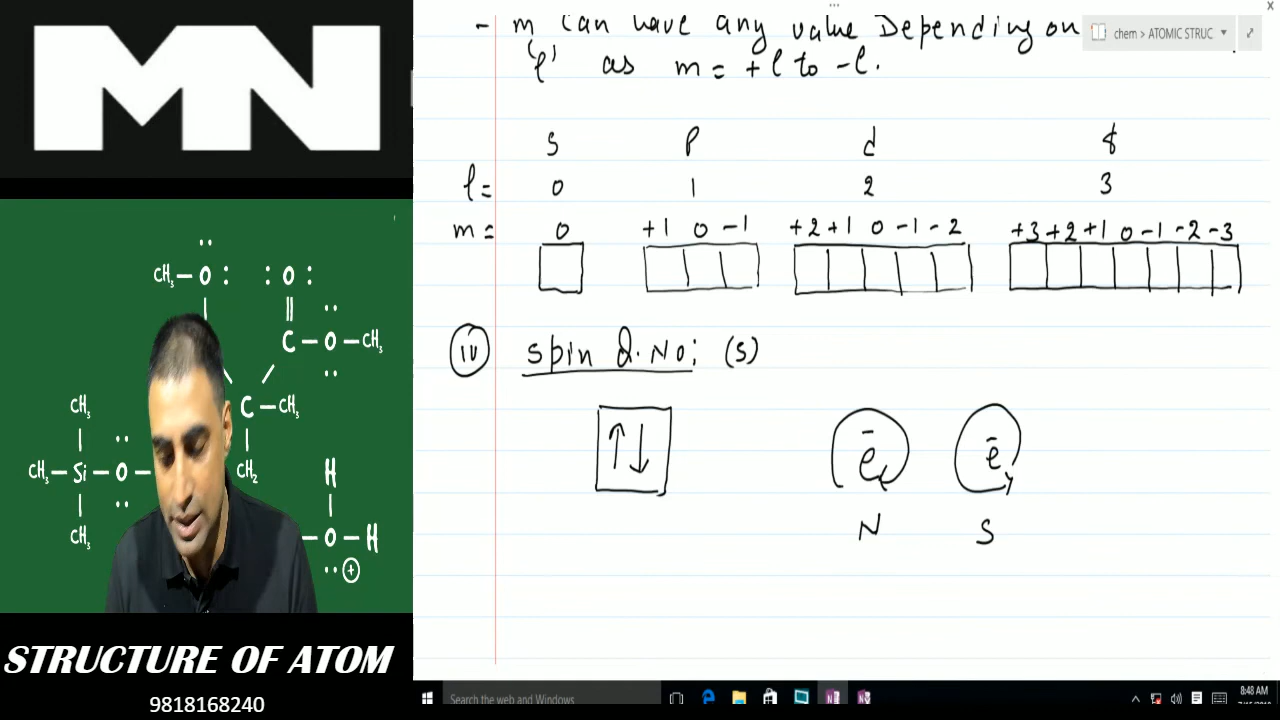 MN
- m can have any value Depending on
'l' as m = +l to -l.
chem > ATOMIC STRUC
s p d f
l = 0 1 2 3
m = 0 +1 0 -1 +2 +1 0 -1 -2 +3 +2 +1 0 -1 -2 -3
(iv) spin Q. No: (s)
↑↓
ē ē
N S
CH₃ — O : : O :
C — O — CH₃
CH₃ C — CH₃
CH₃ — Si — O — CH₂ H
CH₃ — O — H
+
STRUCTURE OF ATOM
9818168240
Search the web and Windows
8:48 AM